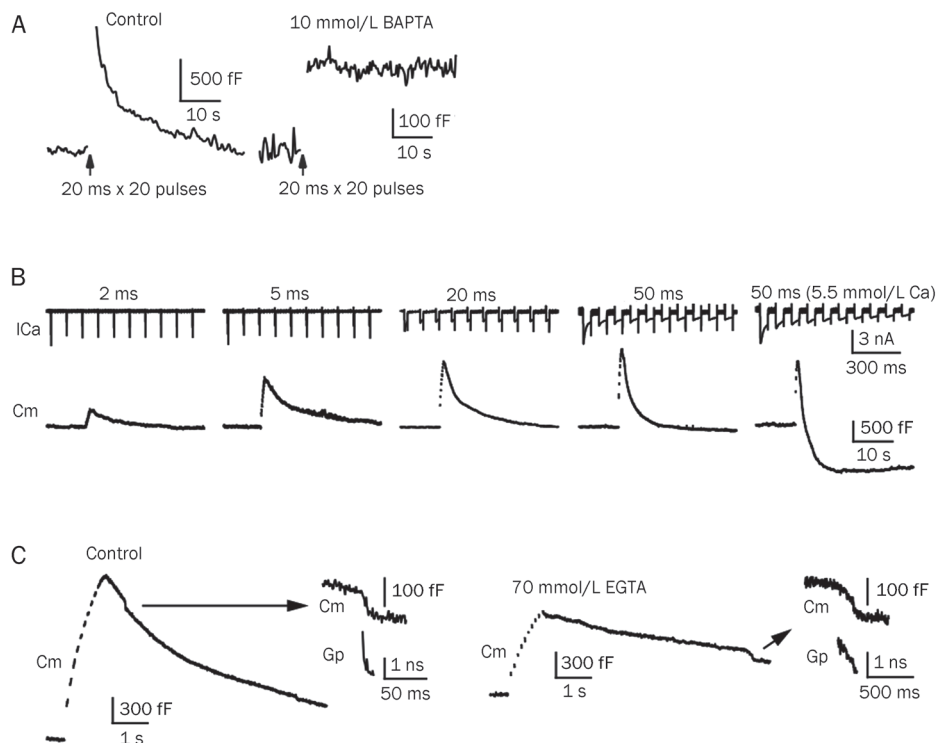 A
Control
10 mmol/L BAPTA
500 fF
10 s
100 fF
10 s
20 ms x 20 pulses
20 ms x 20 pulses
B
2 ms
5 ms
20 ms
50 ms
50 ms (5.5 mmol/L Ca)
ICa
3 nA
300 ms
Cm
500 fF
10 s
C
Control
Cm
300 fF
1 s
Cm
100 fF
Gp
1 ns
50 ms
70 mmol/L EGTA
Cm
300 fF
1 s
Cm
100 fF
Gp
1 ns
500 ms